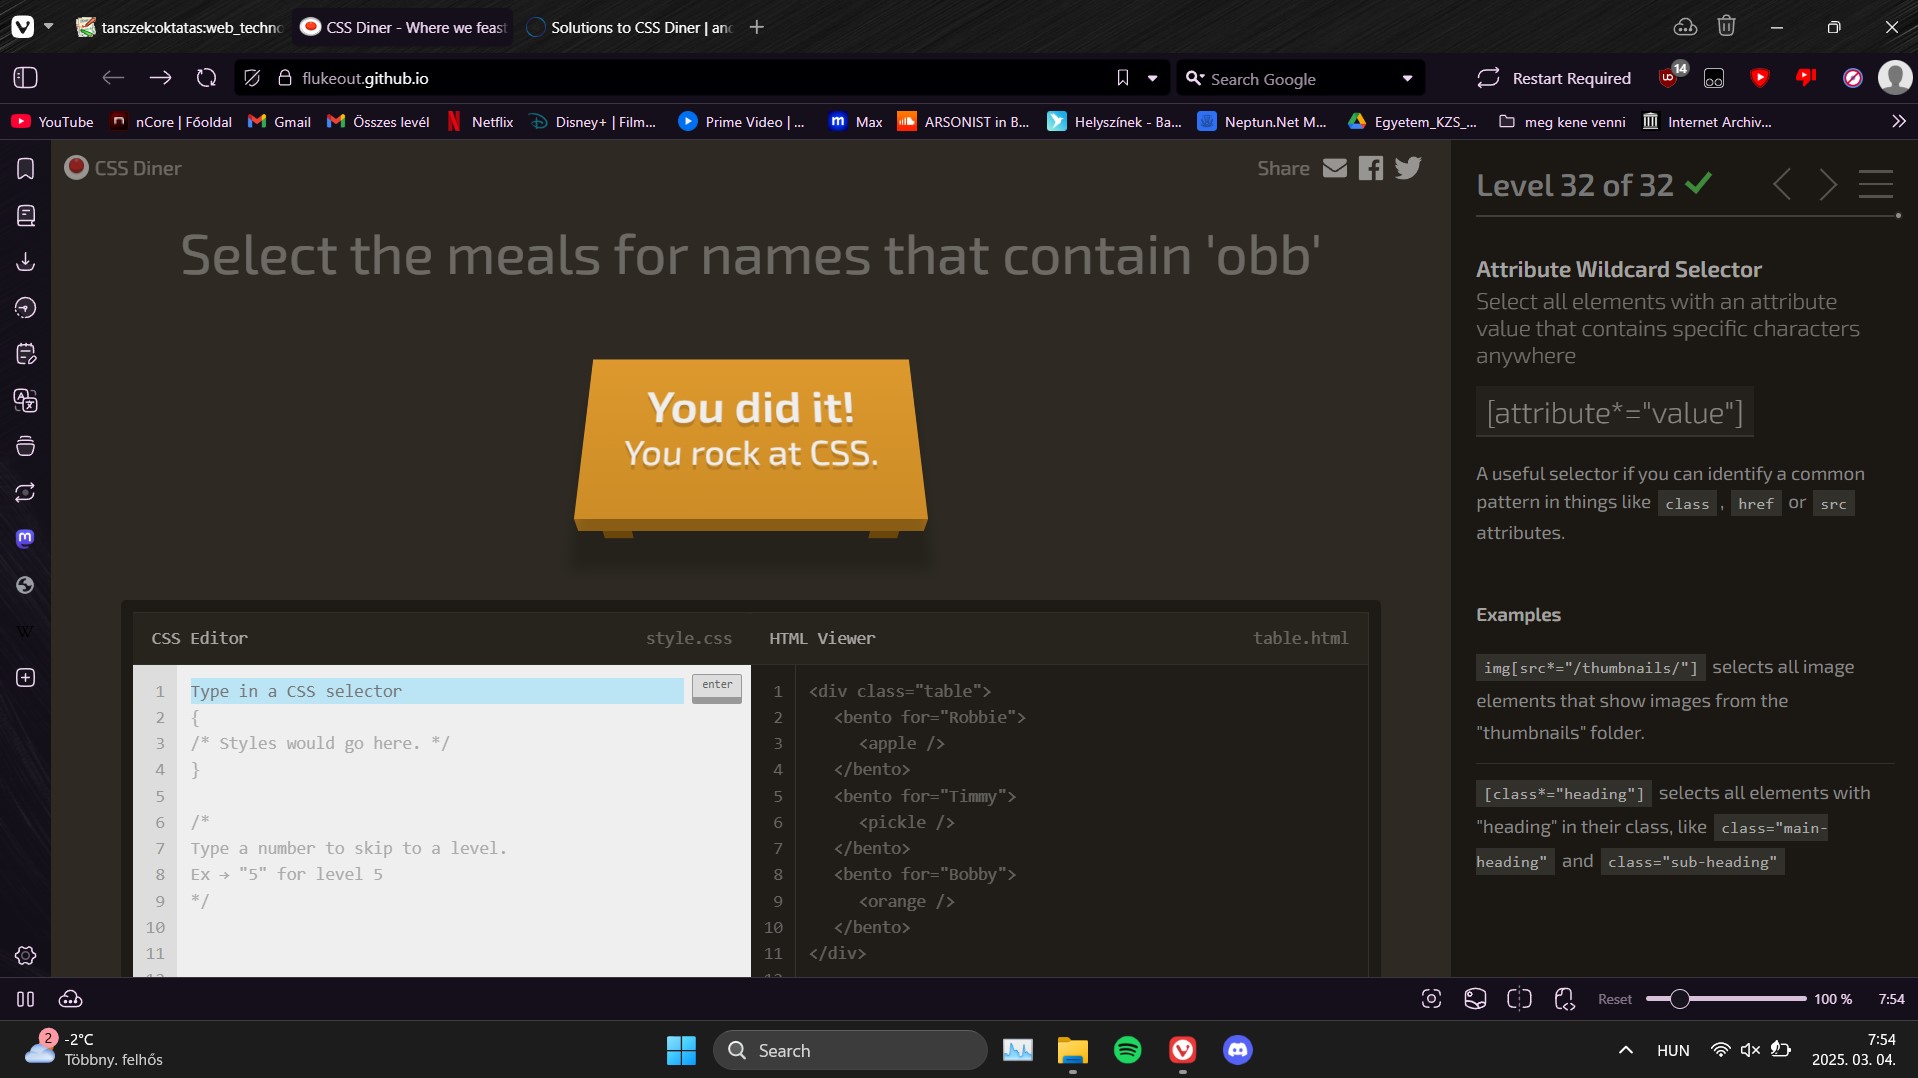 tanszek:oktatas:web_techno
CSS Diner - Where we feast
Solutions to CSS Diner | and
flukeout.github.io
Search Google
Restart Required
14
YouTube
nCore | Főoldal
Gmail
Összes levél
Netflix
Disney+ | Film...
Prime Video | ...
Max
ARSONIST in B...
Helyszínek - Ba...
Neptun.Net M...
Egyetem_KZS_...
meg kene venni
Internet Archiv...
CSS Diner
Share
Select the meals for names that contain 'obb'
You did it!
You rock at CSS.
CSS Editor
style.css
1 Type in a CSS selector
enter
2 {
3 /* Styles would go here. */
4 }
5
6 /*
7 Type a number to skip to a level.
8 Ex → "5" for level 5
9 */
10
11
HTML Viewer
table.html
1 <div class="table">
2 <bento for="Robbie">
3 <apple />
4 </bento>
5 <bento for="Timmy">
6 <pickle />
7 </bento>
8 <bento for="Bobby">
9 <orange />
10 </bento>
11 </div>
Level 32 of 32
Attribute Wildcard Selector
Select all elements with an attribute
value that contains specific characters
anywhere
[attribute*="value"]
A useful selector if you can identify a common
pattern in things like class , href or src
attributes.
Examples
img[src*="/thumbnails/"] selects all image
elements that show images from the
"thumbnails" folder.
[class*="heading"] selects all elements with
"heading" in their class, like class="main-
heading" and class="sub-heading"
Reset
100 %
7:54
2
-2°C
Többny. felhős
Search
HUN
7:54
2025. 03. 04.